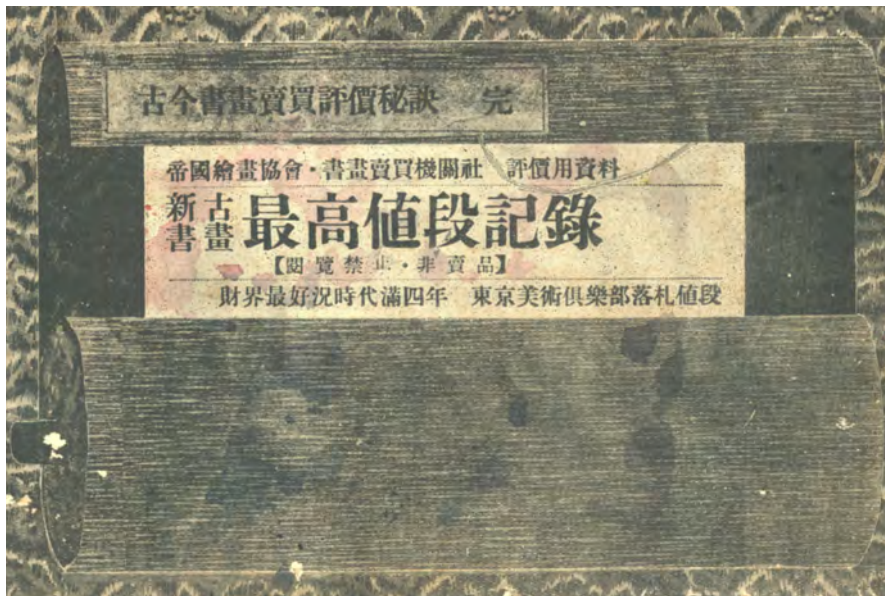 古今書畫賣買評價秘訣 完
帝國繪畫協會・書畫賣買機關社 評價用資料
新古書畫 最高値段記錄
【閱覽禁止・非賣品】
財界最好況時代滿四年 東京美術俱樂部落札値段